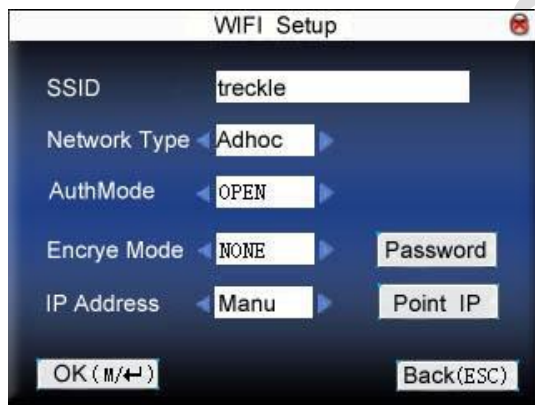 WIFI Setup
SSID treckle
Network Type Adhoc
AuthMode OPEN
Encrye Mode NONE Password
IP Address Manu Point IP
OK(M/↵) Back(ESC)